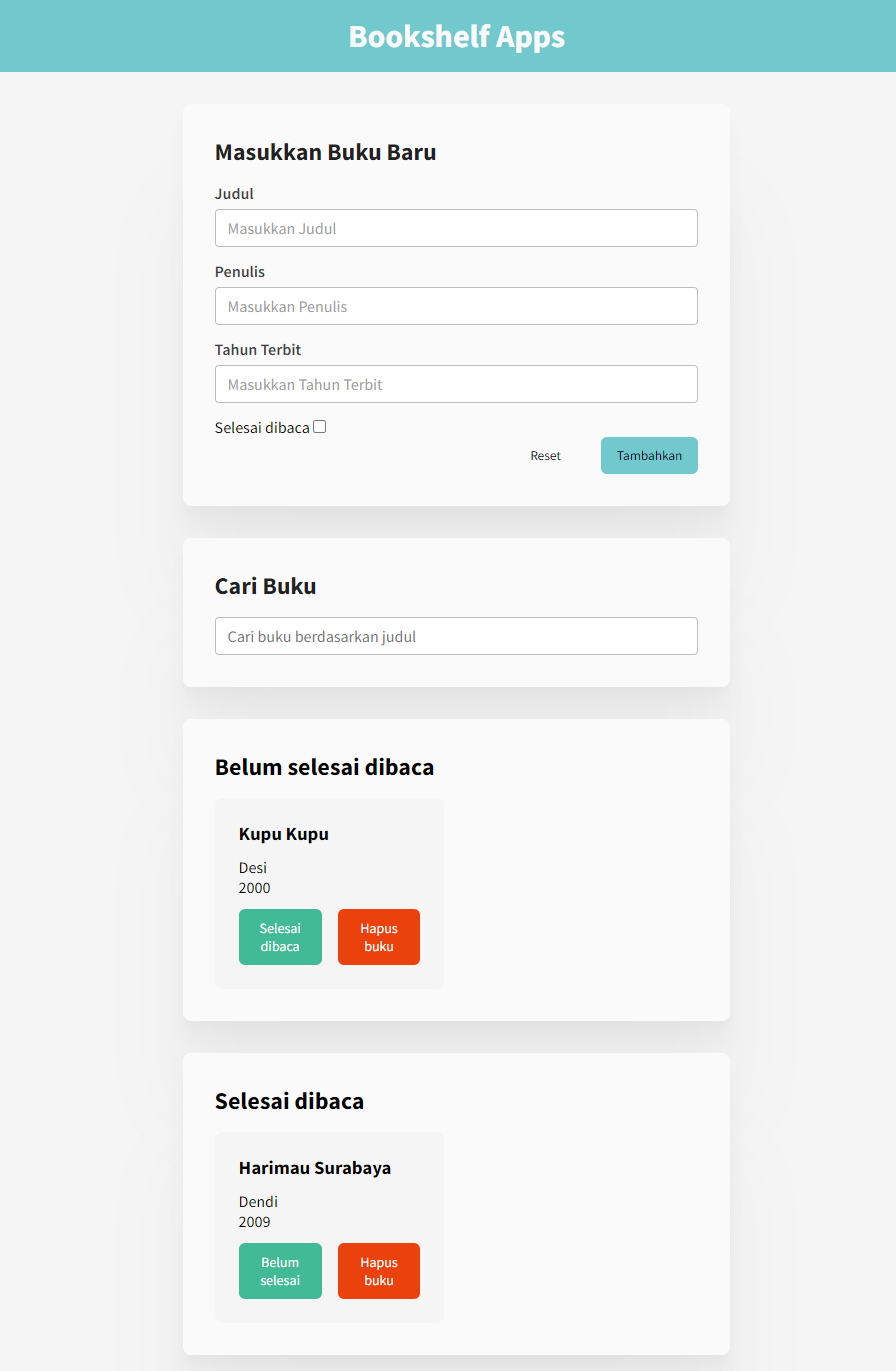 Bookshelf Apps
Masukkan Buku Baru
Judul
Masukkan Judul
Penulis
Masukkan Penulis
Tahun Terbit
Masukkan Tahun Terbit
Selesai dibaca
Reset
Tambahkan
Cari Buku
Cari buku berdasarkan judul
Belum selesai dibaca
Kupu Kupu
Desi
2000
Selesai
dibaca
Hapus
buku
Selesai dibaca
Harimau Surabaya
Dendi
2009
Belum
selesai
Hapus
buku